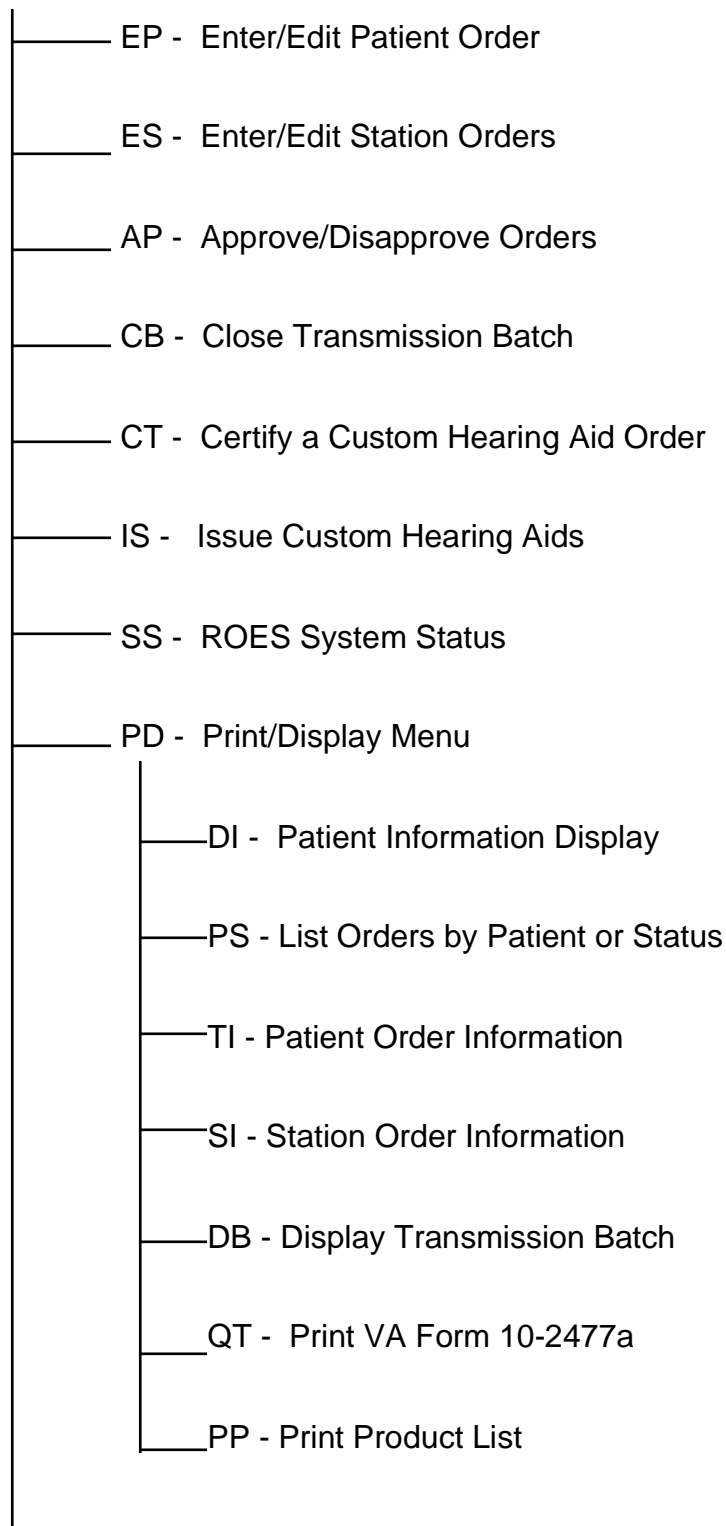 EP - Enter/Edit Patient Order
ES - Enter/Edit Station Orders
AP - Approve/Disapprove Orders
CB - Close Transmission Batch
CT - Certify a Custom Hearing Aid Order
IS - Issue Custom Hearing Aids
SS - ROES System Status
PD - Print/Display Menu
DI - Patient Information Display
PS - List Orders by Patient or Status
TI - Patient Order Information
SI - Station Order Information
DB - Display Transmission Batch
QT - Print VA Form 10-2477a
PP - Print Product List